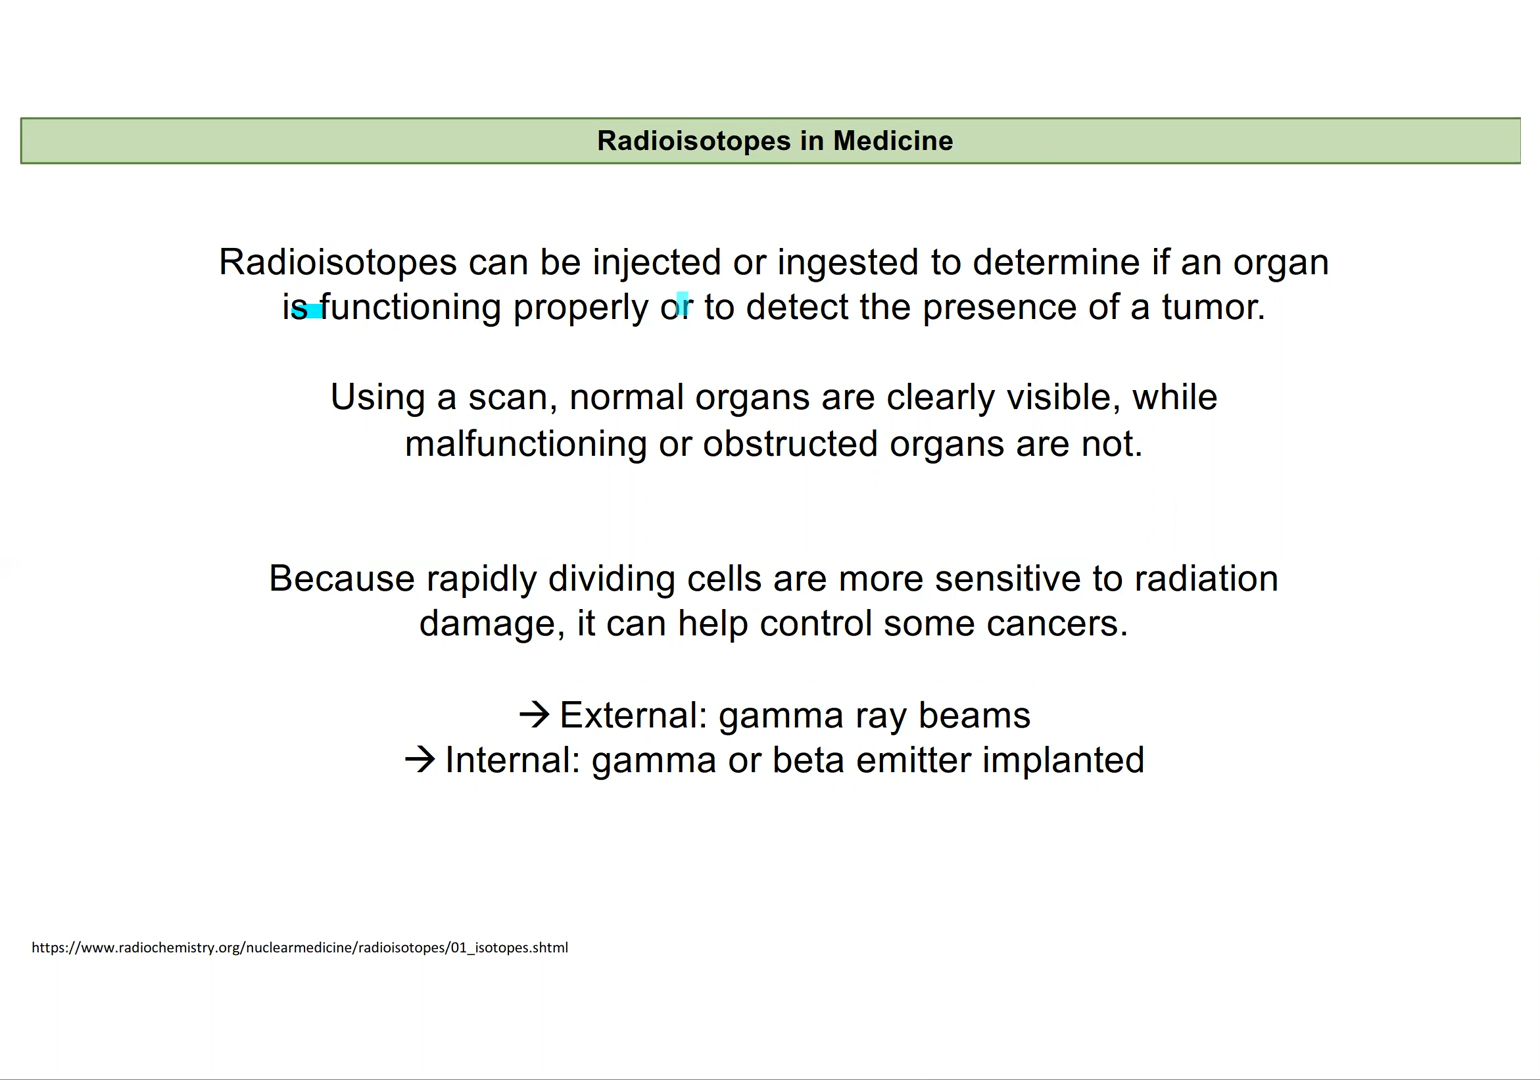 Radioisotopes in Medicine
Radioisotopes can be injected or ingested to determine if an organ
is functioning properly or to detect the presence of a tumor.
Using a scan, normal organs are clearly visible, while
malfunctioning or obstructed organs are not.
Because rapidly dividing cells are more sensitive to radiation
damage, it can help control some cancers.
→ External: gamma ray beams
→ Internal: gamma or beta emitter implanted
https://www.radiochemistry.org/nuclearmedicine/radioisotopes/01_isotopes.shtml